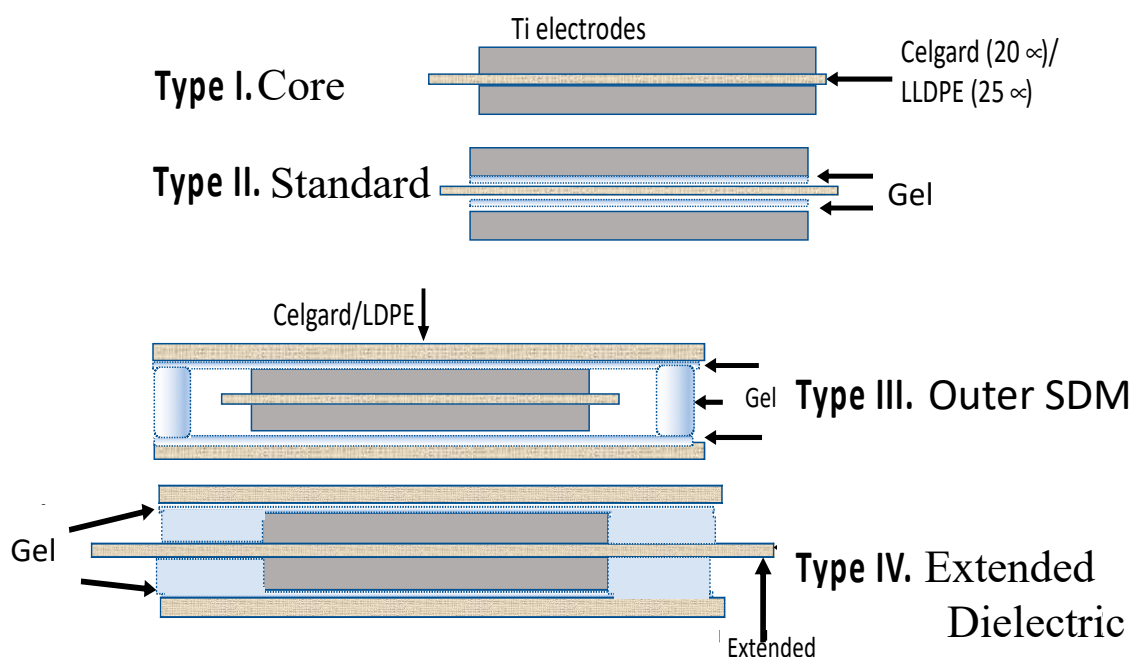 Ti electrodes
Type I. Core
Celgard (20 ∝)/
LLDPE (25 ∝)
Type II. Standard
Gel
Celgard/LDPE
Gel
Type III. Outer SDM
Gel
Type IV. Extended
Dielectric
Extended